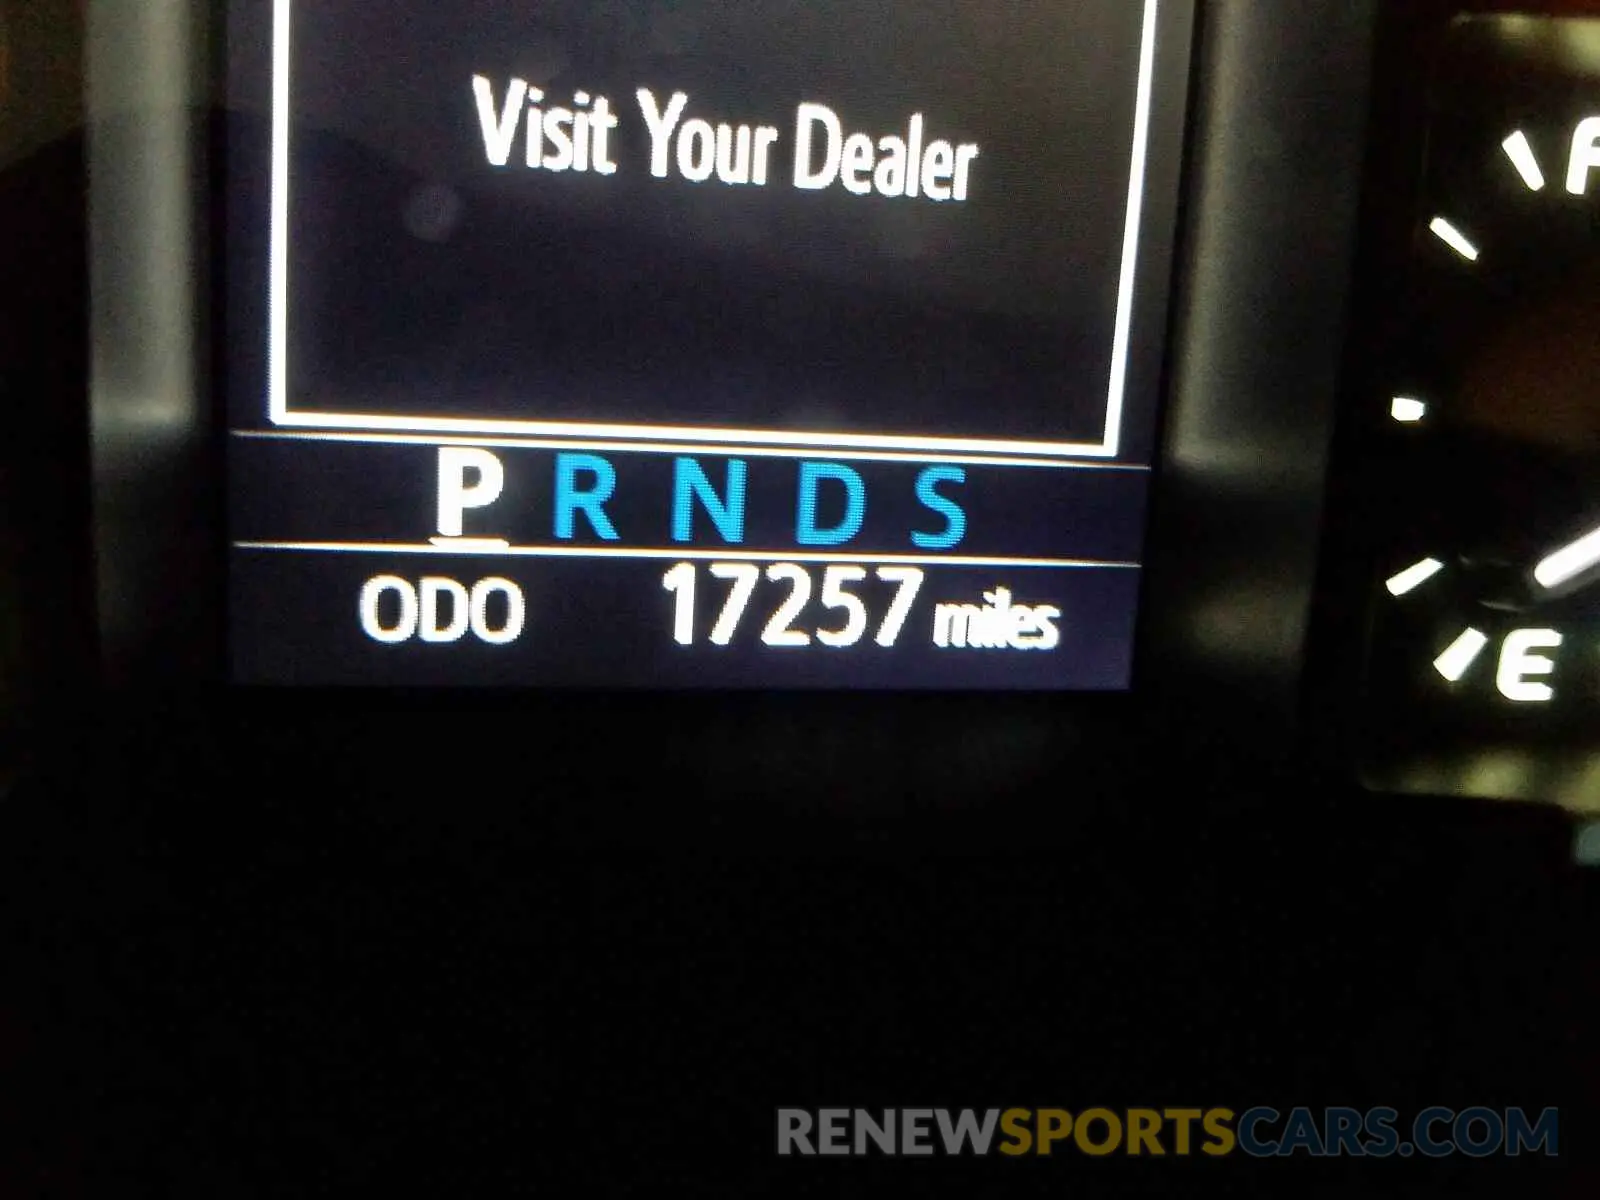 Visit Your Dealer
F
P R N D S
ODO 17257 miles
E
RENEWSPORTSCARS.COM